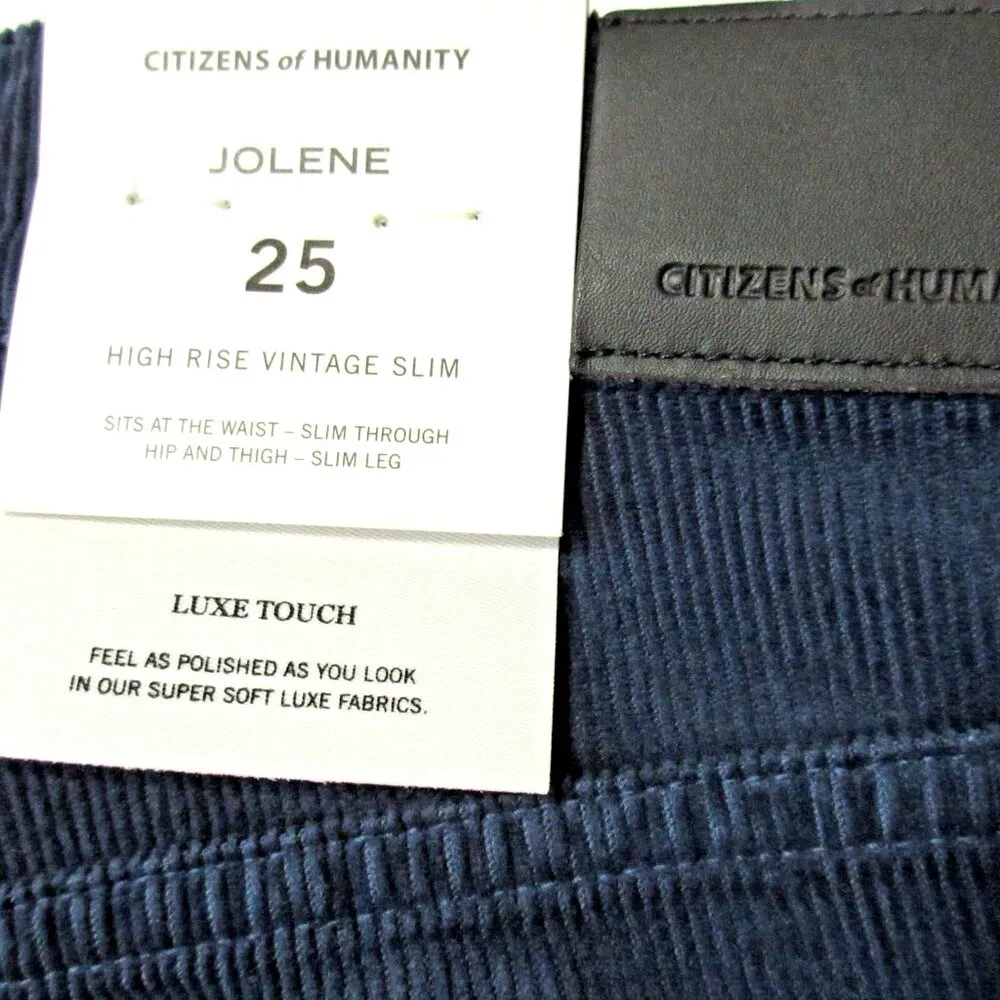 CITIZENS of HUMANITY
JOLENE
25
HIGH RISE VINTAGE SLIM
SITS AT THE WAIST – SLIM THROUGH
HIP AND THIGH – SLIM LEG
LUXE TOUCH
FEEL AS POLISHED AS YOU LOOK
IN OUR SUPER SOFT LUXE FABRICS.
CITIZENS of HUMA